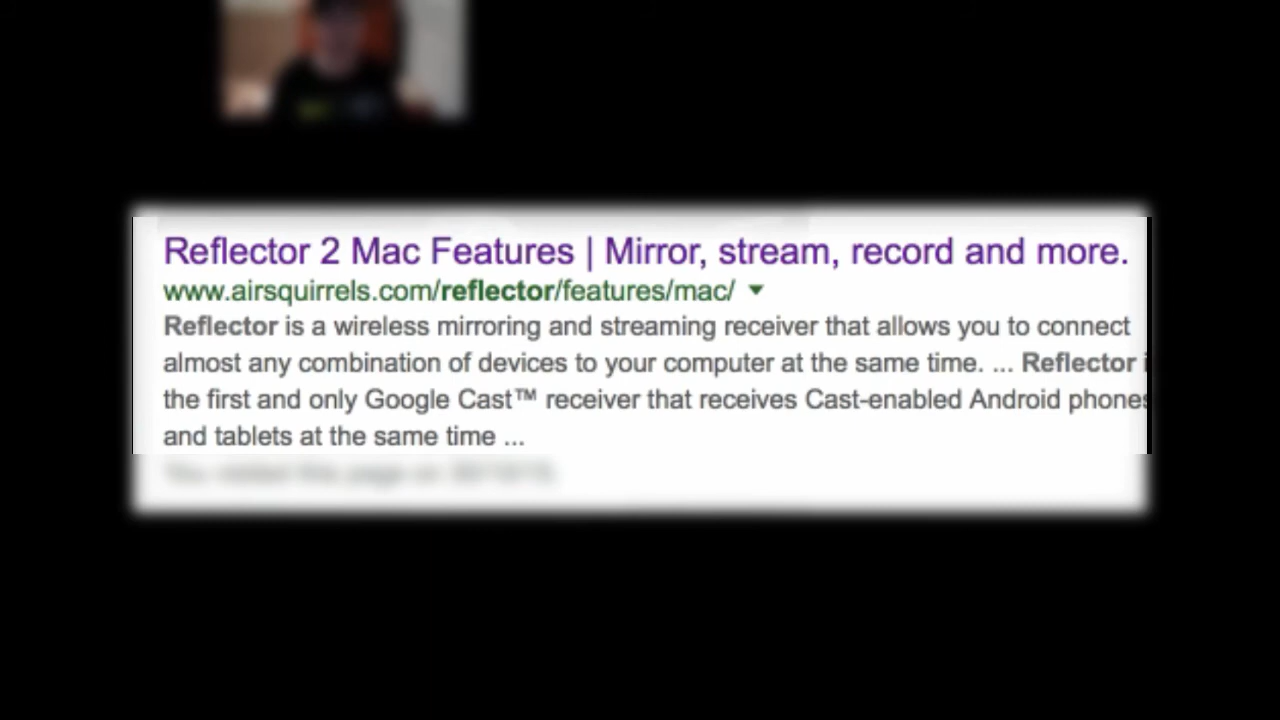 Reflector 2 Mac Features | Mirror, stream, record and more.
www.airsquirrels.com/reflector/features/mac/
Reflector is a wireless mirroring and streaming receiver that allows you to connect
almost any combination of devices to your computer at the same time. ... Reflector
the first and only Google Cast™ receiver that receives Cast-enabled Android phones
and tablets at the same time ...